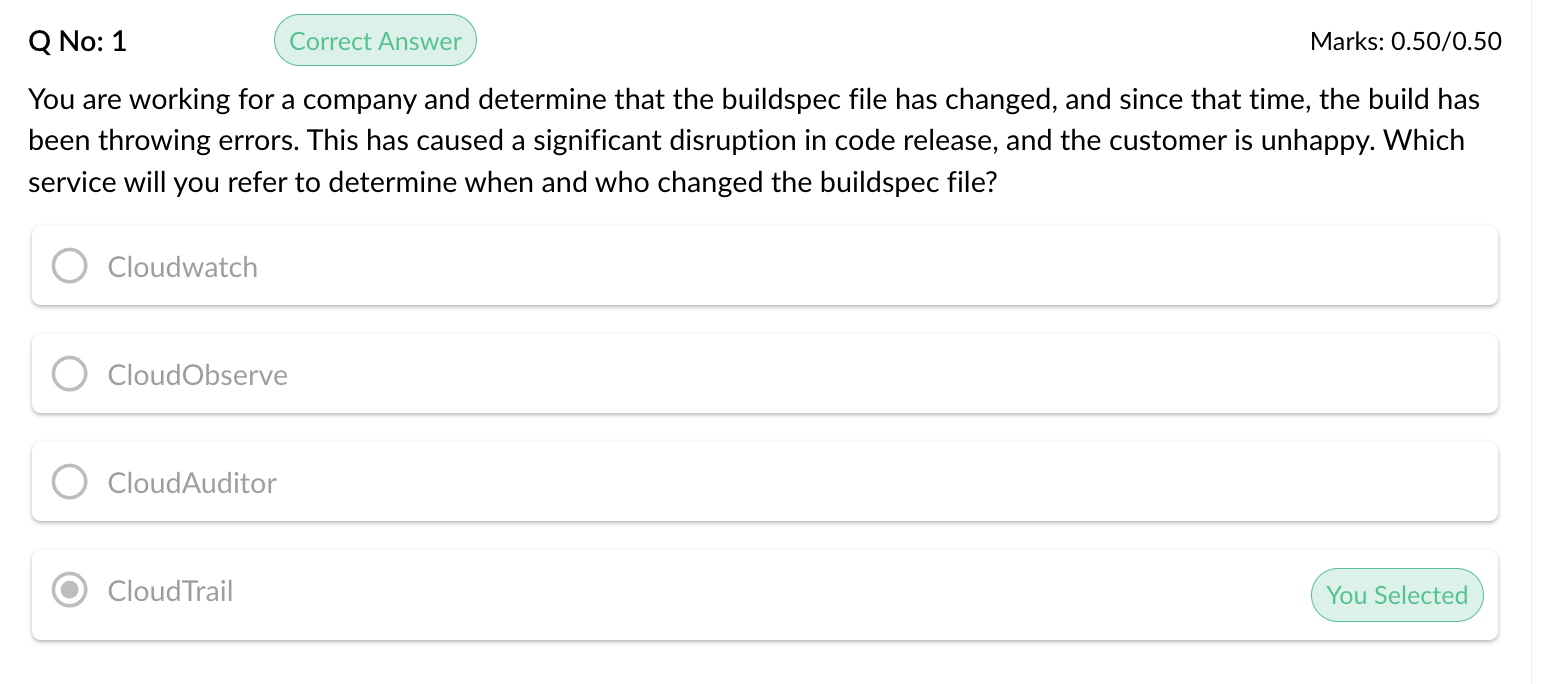 Q No: 1
Correct Answer
Marks: 0.50/0.50
You are working for a company and determine that the buildspec file has changed, and since that time, the build has
been throwing errors. This has caused a significant disruption in code release, and the customer is unhappy. Which
service will you refer to determine when and who changed the buildspec file?
Cloudwatch
CloudObserve
CloudAuditor
CloudTrail
You Selected